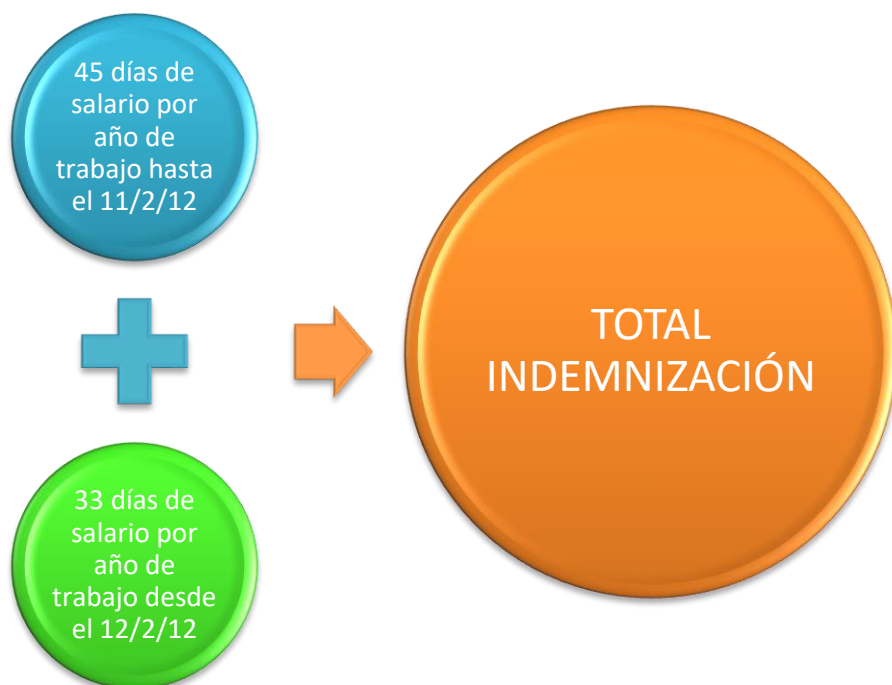 45 días de
salario por
año de
trabajo hasta
el 11/2/12
33 días de
salario por
año de
trabajo desde
el 12/2/12
TOTAL
INDEMNIZACIÓN